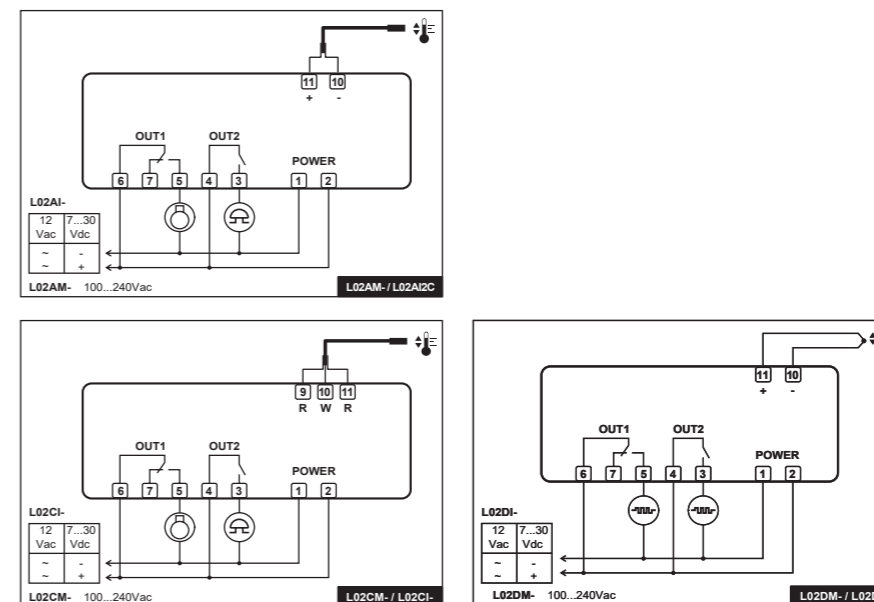 11 10
+ -
OUT1 OUT2
POWER
6 7 5 4 3 1 2
L02AI-
12 7...30
Vac Vdc
~ -
~ +
L02AM- 100...240Vac
L02AM- / L02AI2C
9 10 11
R W R
OUT1 OUT2
POWER
6 7 5 4 3 1 2
L02CI-
12 7...30
Vac Vdc
~ -
~ +
L02CM- 100...240Vac
L02CM- / L02CI-
11 10
+ -
OUT1 OUT2
POWER
6 7 5 4 3 1 2
L02DI-
12 7...30
Vac Vdc
~ -
~ +
L02DM- 100...240Vac
L02DM- /